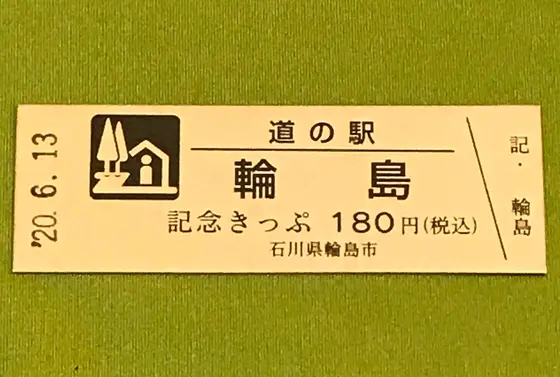 '20. 6. 13
道の駅
輪島
記念きっぷ 180円(税込)
石川県輪島市
記・輪島